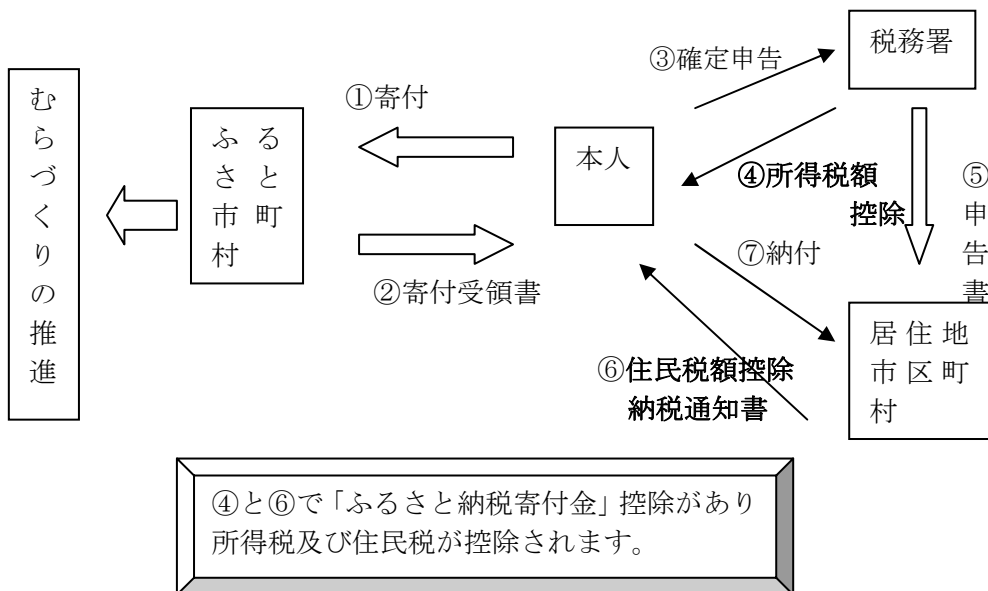 むらづくりの推進
ふる
さと
市町
村
①寄付
②寄付受領書
本人
③確定申告
税務署
④所得税額
控除
⑤申告書
⑦納付
⑥住民税額控除
納税通知書
居住地
市区町
村
④と⑥で「ふるさと納税寄付金」控除があり
所得税及び住民税が控除されます。